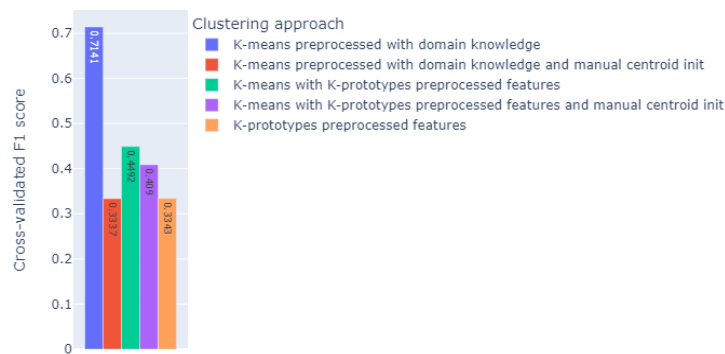 Clustering approach
K-means preprocessed with domain knowledge
K-means preprocessed with domain knowledge and manual centroid init
K-means with K-prototypes preprocessed features
K-means with K-prototypes preprocessed features and manual centroid init
K-prototypes preprocessed features
Cross-validated F1 score
0.7
0.6
0.5
0.4
0.3
0.2
0.1
0
0.7141
0.3337
0.4492
0.409
0.3343